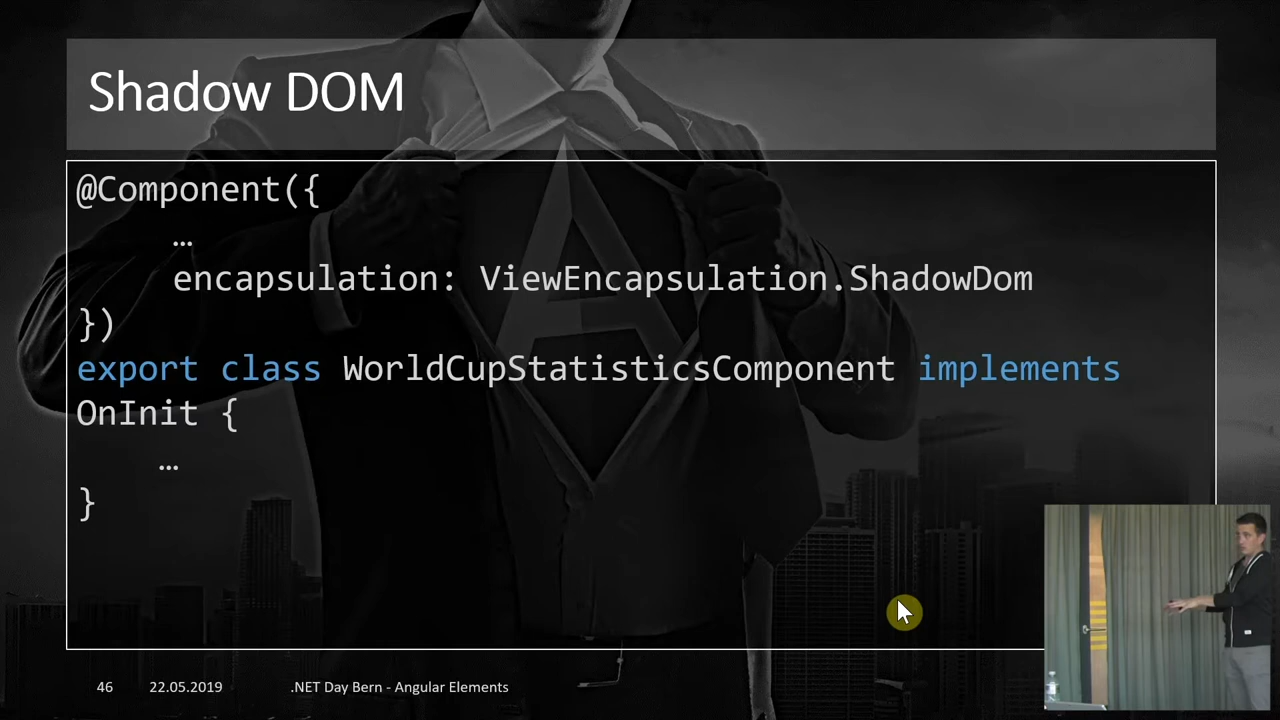 Shadow DOM
@Component({
…
encapsulation: ViewEncapsulation.ShadowDom
})
export class WorldCupStatisticsComponent implements
OnInit {
…
}
46 22.05.2019 .NET Day Bern - Angular Elements